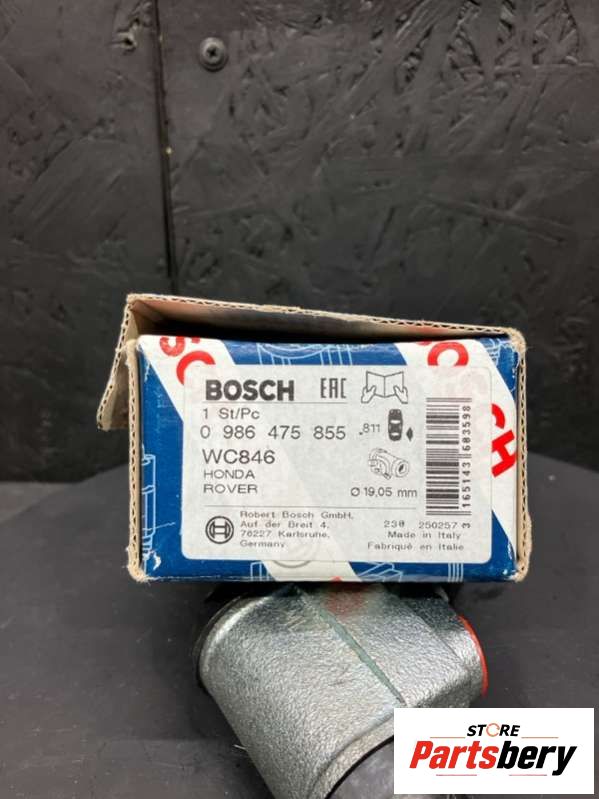 BOSCH EAC
1 St/Pc
0 986 475 855 .811
WC846
HONDA
ROVER
Ø 19,05 mm
Robert Bosch GmbH,
Auf der Breit 4,
76227 Karlsruhe,
Germany
230 250257
Made in Italy
Fabriqué en Italie
3 165143 683598
SC
CH
STORE
Partsbery